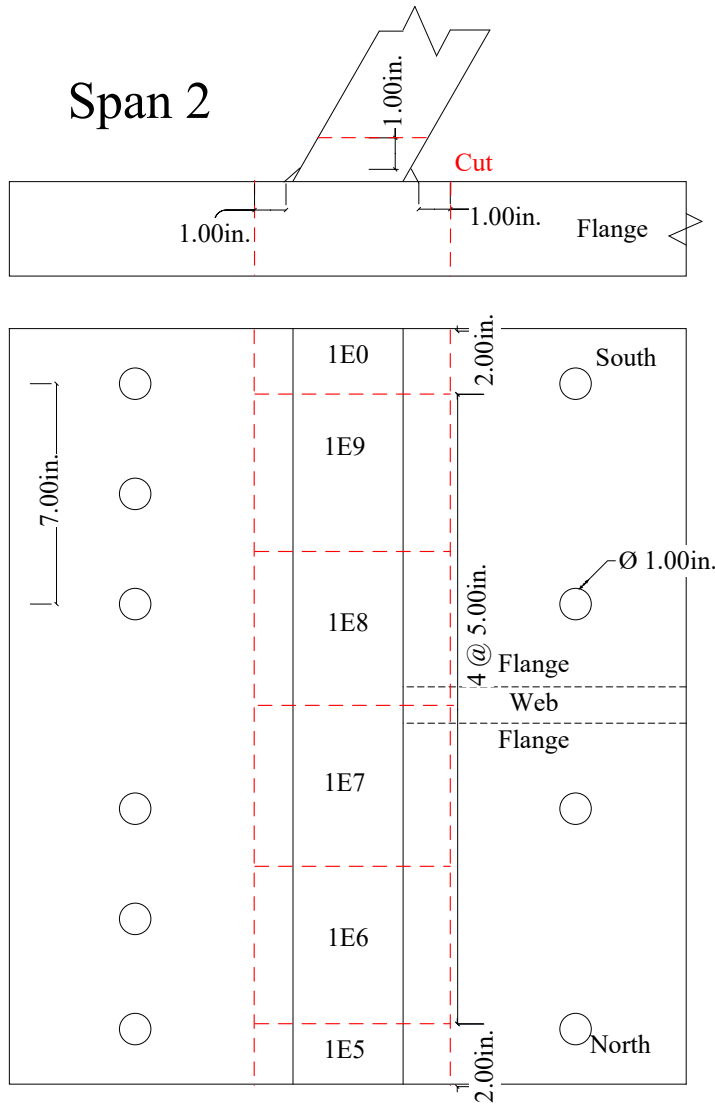 Span 2
1.00in.
Cut
1.00in.
1.00in.
Flange
1E0
2.00in.
South
1E9
7.00in.
Ø 1.00in.
1E8
4 @ 5.00in.
Flange
Web
Flange
1E7
1E6
1E5
2.00in.
North